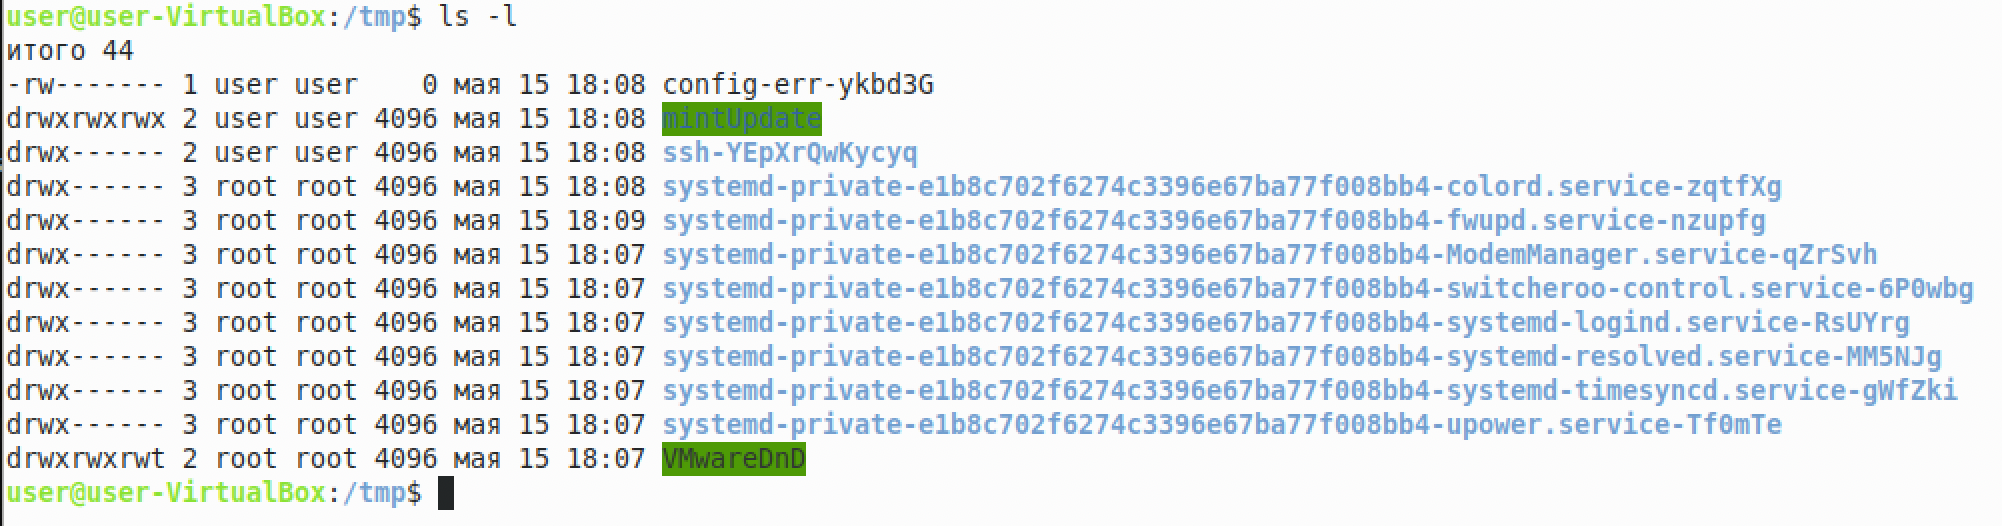 user@user-VirtualBox:/tmp$ ls -l
итого 44
-rw------- 1 user user    0 мая 15 18:08 config-err-ykbd3G
drwxrwxrwx 2 user user 4096 мая 15 18:08 mintUpdate
drwx------ 2 user user 4096 мая 15 18:08 ssh-YEpXrQwKycyq
drwx------ 3 root root 4096 мая 15 18:08 systemd-private-e1b8c702f6274c3396e67ba77f008bb4-colord.service-zqtfXg
drwx------ 3 root root 4096 мая 15 18:09 systemd-private-e1b8c702f6274c3396e67ba77f008bb4-fwupd.service-nzupfg
drwx------ 3 root root 4096 мая 15 18:07 systemd-private-e1b8c702f6274c3396e67ba77f008bb4-ModemManager.service-qZrSvh
drwx------ 3 root root 4096 мая 15 18:07 systemd-private-e1b8c702f6274c3396e67ba77f008bb4-switcheroo-control.service-6P0wbg
drwx------ 3 root root 4096 мая 15 18:07 systemd-private-e1b8c702f6274c3396e67ba77f008bb4-systemd-logind.service-RsUYrg
drwx------ 3 root root 4096 мая 15 18:07 systemd-private-e1b8c702f6274c3396e67ba77f008bb4-systemd-resolved.service-MM5NJg
drwx------ 3 root root 4096 мая 15 18:07 systemd-private-e1b8c702f6274c3396e67ba77f008bb4-systemd-timesyncd.service-gWfZki
drwx------ 3 root root 4096 мая 15 18:07 systemd-private-e1b8c702f6274c3396e67ba77f008bb4-upower.service-Tf0mTe
drwxrwxrwt 2 root root 4096 мая 15 18:07 VMwareDnD
user@user-VirtualBox:/tmp$